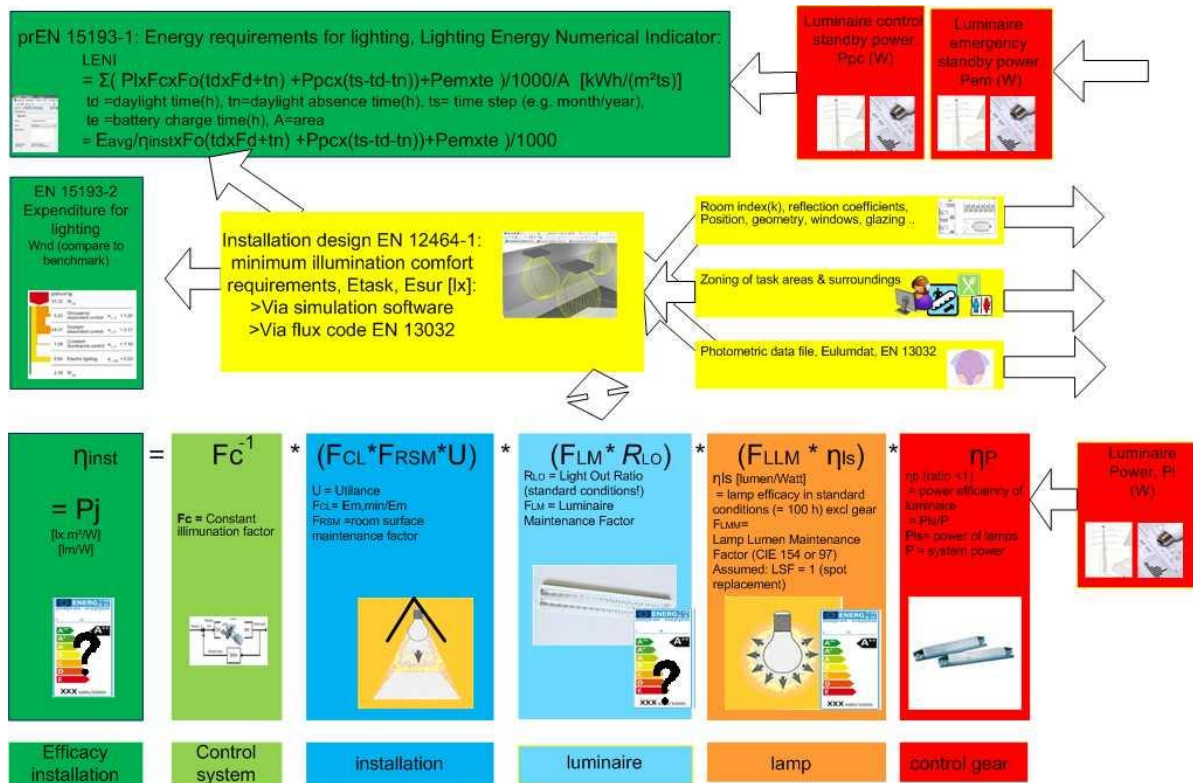 prEN 15193-1: Energy requirements for lighting, Lighting Energy Numerical Indicator:
LENI
= Σ( PlxFcxFo(tdxFd+tn) +Ppcx(ts-td-tn))+Pemxte )/1000/A [kWh/(m²ts)]
td =daylight time(h), tn=daylight absence time(h), ts=time step (e.g. month/year),
te =battery charge time(h), A=area
= Eavg/ηinstxFo(tdxFd+tn) +Ppcx(ts-td-tn))+Pemxte )/1000
Luminaire control
standby power,
Ppc (W)
Luminaire
emergency
standby power,
Pem (W)
EN 15193-2
Expenditure for
lighting
Wnd (compare to
benchmark)
Installation design EN 12464-1:
minimum illumination comfort
requirements, Etask, Esur [lx]:
>Via simulation software
>Via flux code EN 13032
Room index(k), reflection coefficients,
Position, geometry, windows, glazing ..
Zoning of task areas & surroundings
Photometric data file, Eulumdat, EN 13032
ηinst = Fc⁻¹ * (FCL*FRSM*U) * (FLM* RLO) * (FLLM * ηls) * ηP
= Pj
[lx.m²/W]
[lm/W]
Fc = Constant
illimunation factor
U = Utilance
FCL= Em,min/Em
FRSM =room surface
maintenance factor
RLO = Light Out Ratio
(standard conditions!)
FLM = Luminaire
Maintenance Factor
ηls [lumen/Watt]
= lamp efficacy in standard
conditions (= 100 h) excl gear
FLMM=
Lamp Lumen Maintenance
Factor (CIE 154 or 97)
Assumed: LSF = 1 (spot
replacement)
ηp (ratio <1)
= power efficiency of
luminaire
= Pls/P
Pls= power of lamps
P = system power
Luminaire
Power, Pl
(W)
ENERG
?
XXX
ENERG
?
XXX
ENERG
XXX
Efficacy
installation
Control
system
installation
luminaire
lamp
control gear